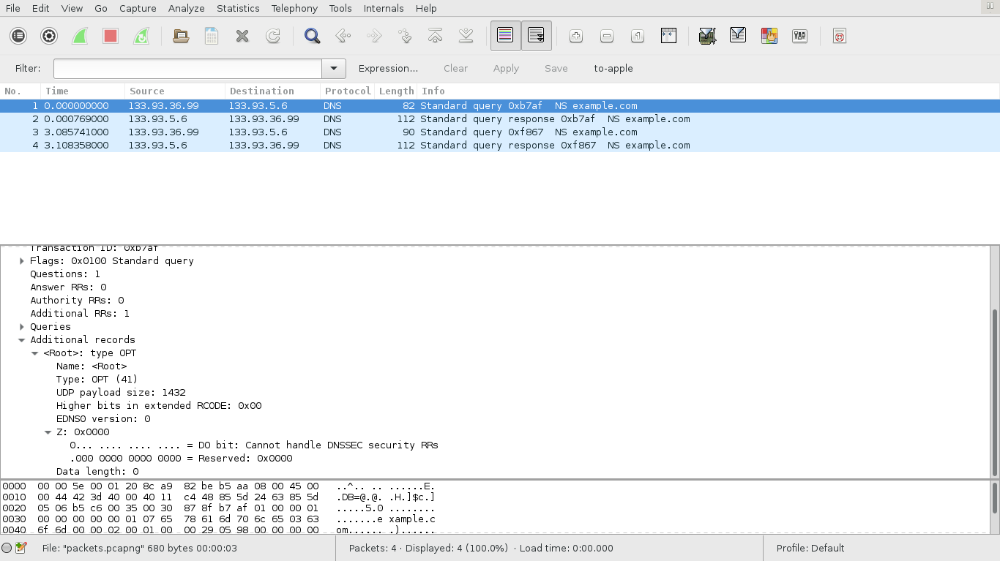 File Edit View Go Capture Analyze Statistics Telephony Tools Internals Help
Filter: Expression... Clear Apply Save to-apple
No. Time Source Destination Protocol Length Info
1 0.000000000 133.93.36.99 133.93.5.6 DNS 82 Standard query 0xb7af  NS example.com
2 0.000769000 133.93.5.6 133.93.36.99 DNS 112 Standard query response 0xb7af  NS example.com
3 3.085741000 133.93.36.99 133.93.5.6 DNS 90 Standard query 0xf867  NS example.com
4 3.108358000 133.93.5.6 133.93.36.99 DNS 112 Standard query response 0xf867  NS example.com
Transaction ID: 0xb7af
Flags: 0x0100 Standard query
Questions: 1
Answer RRs: 0
Authority RRs: 0
Additional RRs: 1
Queries
Additional records
<Root>: type OPT
Name: <Root>
Type: OPT (41)
UDP payload size: 1432
Higher bits in extended RCODE: 0x00
EDNS0 version: 0
Z: 0x0000
0... .... .... .... = DO bit: Cannot handle DNSSEC security RRs
.000 0000 0000 0000 = Reserved: 0x0000
Data length: 0
0000  00 00 5e 00 01 20 8c a9  82 be b5 aa 08 00 45 00   ..^.. .. ......E.
0010  00 44 42 3d 40 00 40 11  c4 48 85 5d 24 63 85 5d   .DB=@.@. .H.]$c.]
0020  05 06 b5 c6 00 35 00 30  87 8f b7 af 01 00 00 01   .....5.0 ........
0030  00 00 00 00 00 01 07 65  78 61 6d 70 6c 65 03 63   .......e xample.c
0040  6f 6d 00 00 02 00 01 00  00 29 05 98 00 00 00 00   om...... .)......
File: "packets.pcapng" 680 bytes 00:00:03 Packets: 4 · Displayed: 4 (100.0%) · Load time: 0:00.000 Profile: Default